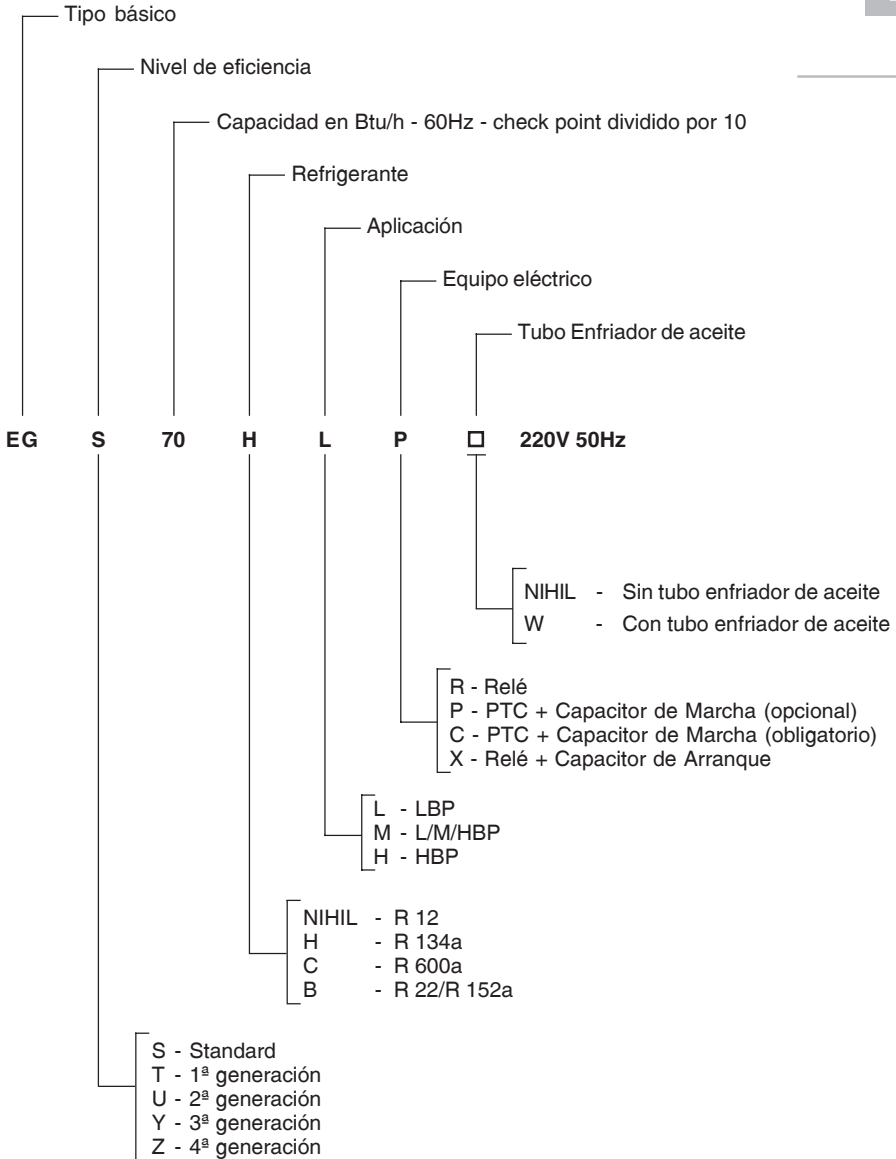 Tipo básico
Nivel de eficiencia
Capacidad en Btu/h - 60Hz - check point dividido por 10
Refrigerante
Aplicación
Equipo eléctrico
Tubo Enfriador de aceite
EG S 70 H L P □ 220V 50Hz
NIHIL - Sin tubo enfriador de aceite
W - Con tubo enfriador de aceite
R - Relé
P - PTC + Capacitor de Marcha (opcional)
C - PTC + Capacitor de Marcha (obligatorio)
X - Relé + Capacitor de Arranque
L - LBP
M - L/M/HBP
H - HBP
NIHIL - R 12
H - R 134a
C - R 600a
B - R 22/R 152a
S - Standard
T - 1ª generación
U - 2ª generación
Y - 3ª generación
Z - 4ª generación